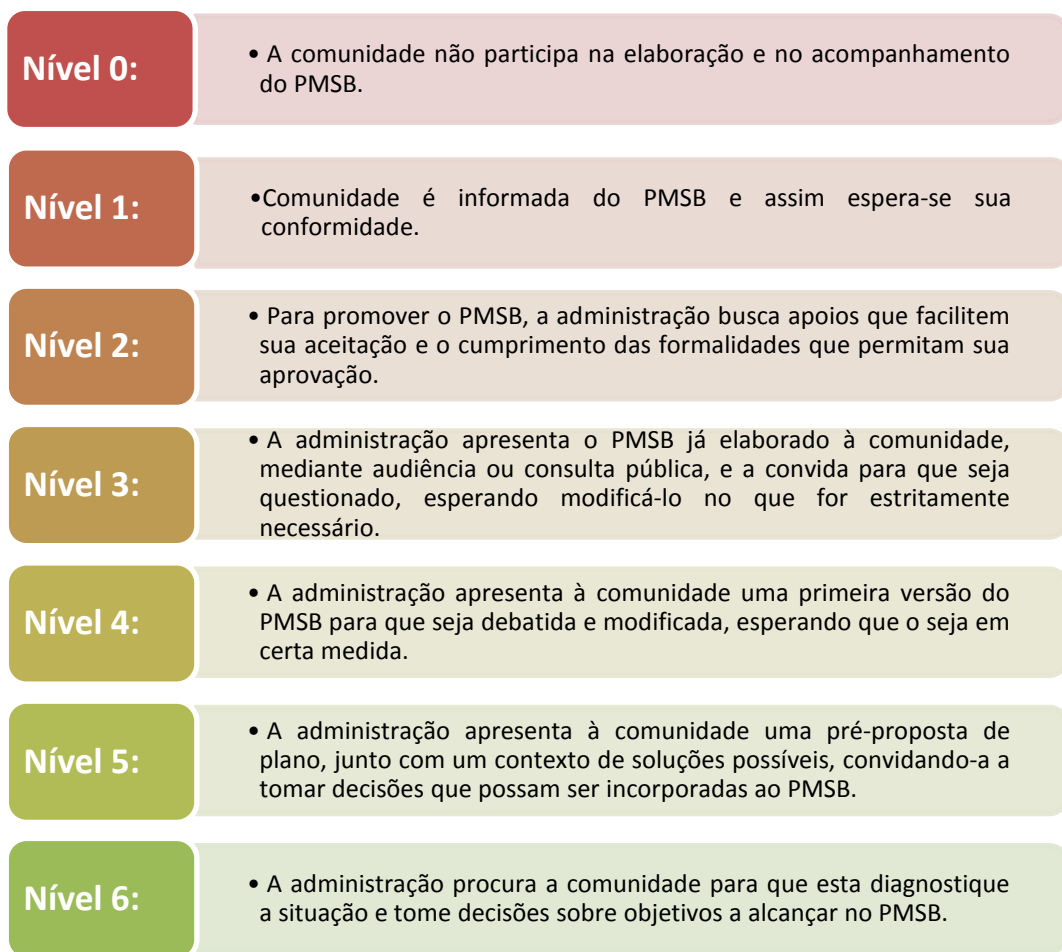 Nível 0:
• A comunidade não participa na elaboração e no acompanhamento
do PMSB.
Nível 1:
•Comunidade é informada do PMSB e assim espera-se sua
conformidade.
Nível 2:
• Para promover o PMSB, a administração busca apoios que facilitem
sua aceitação e o cumprimento das formalidades que permitam sua
aprovação.
Nível 3:
• A administração apresenta o PMSB já elaborado à comunidade,
mediante audiência ou consulta pública, e a convida para que seja
questionado, esperando modificá-lo no que for estritamente
necessário.
Nível 4:
• A administração apresenta à comunidade uma primeira versão do
PMSB para que seja debatida e modificada, esperando que o seja em
certa medida.
Nível 5:
• A administração apresenta à comunidade uma pré-proposta de
plano, junto com um contexto de soluções possíveis, convidando-a a
tomar decisões que possam ser incorporadas ao PMSB.
Nível 6:
• A administração procura a comunidade para que esta diagnostique
a situação e tome decisões sobre objetivos a alcançar no PMSB.